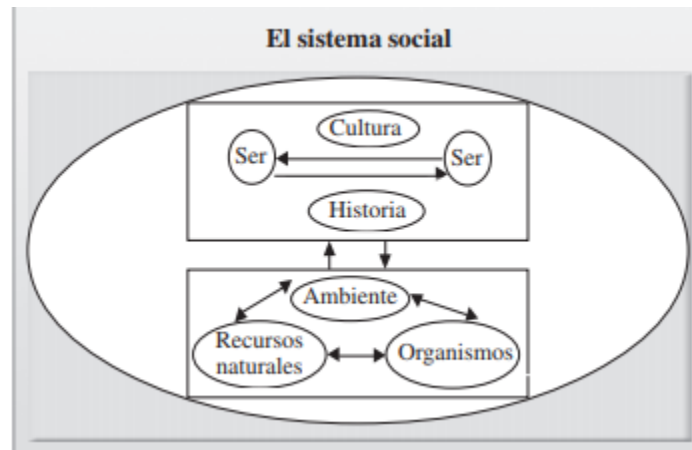 El sistema social
Cultura
Ser
Ser
Historia
Ambiente
Recursos
naturales
Organismos